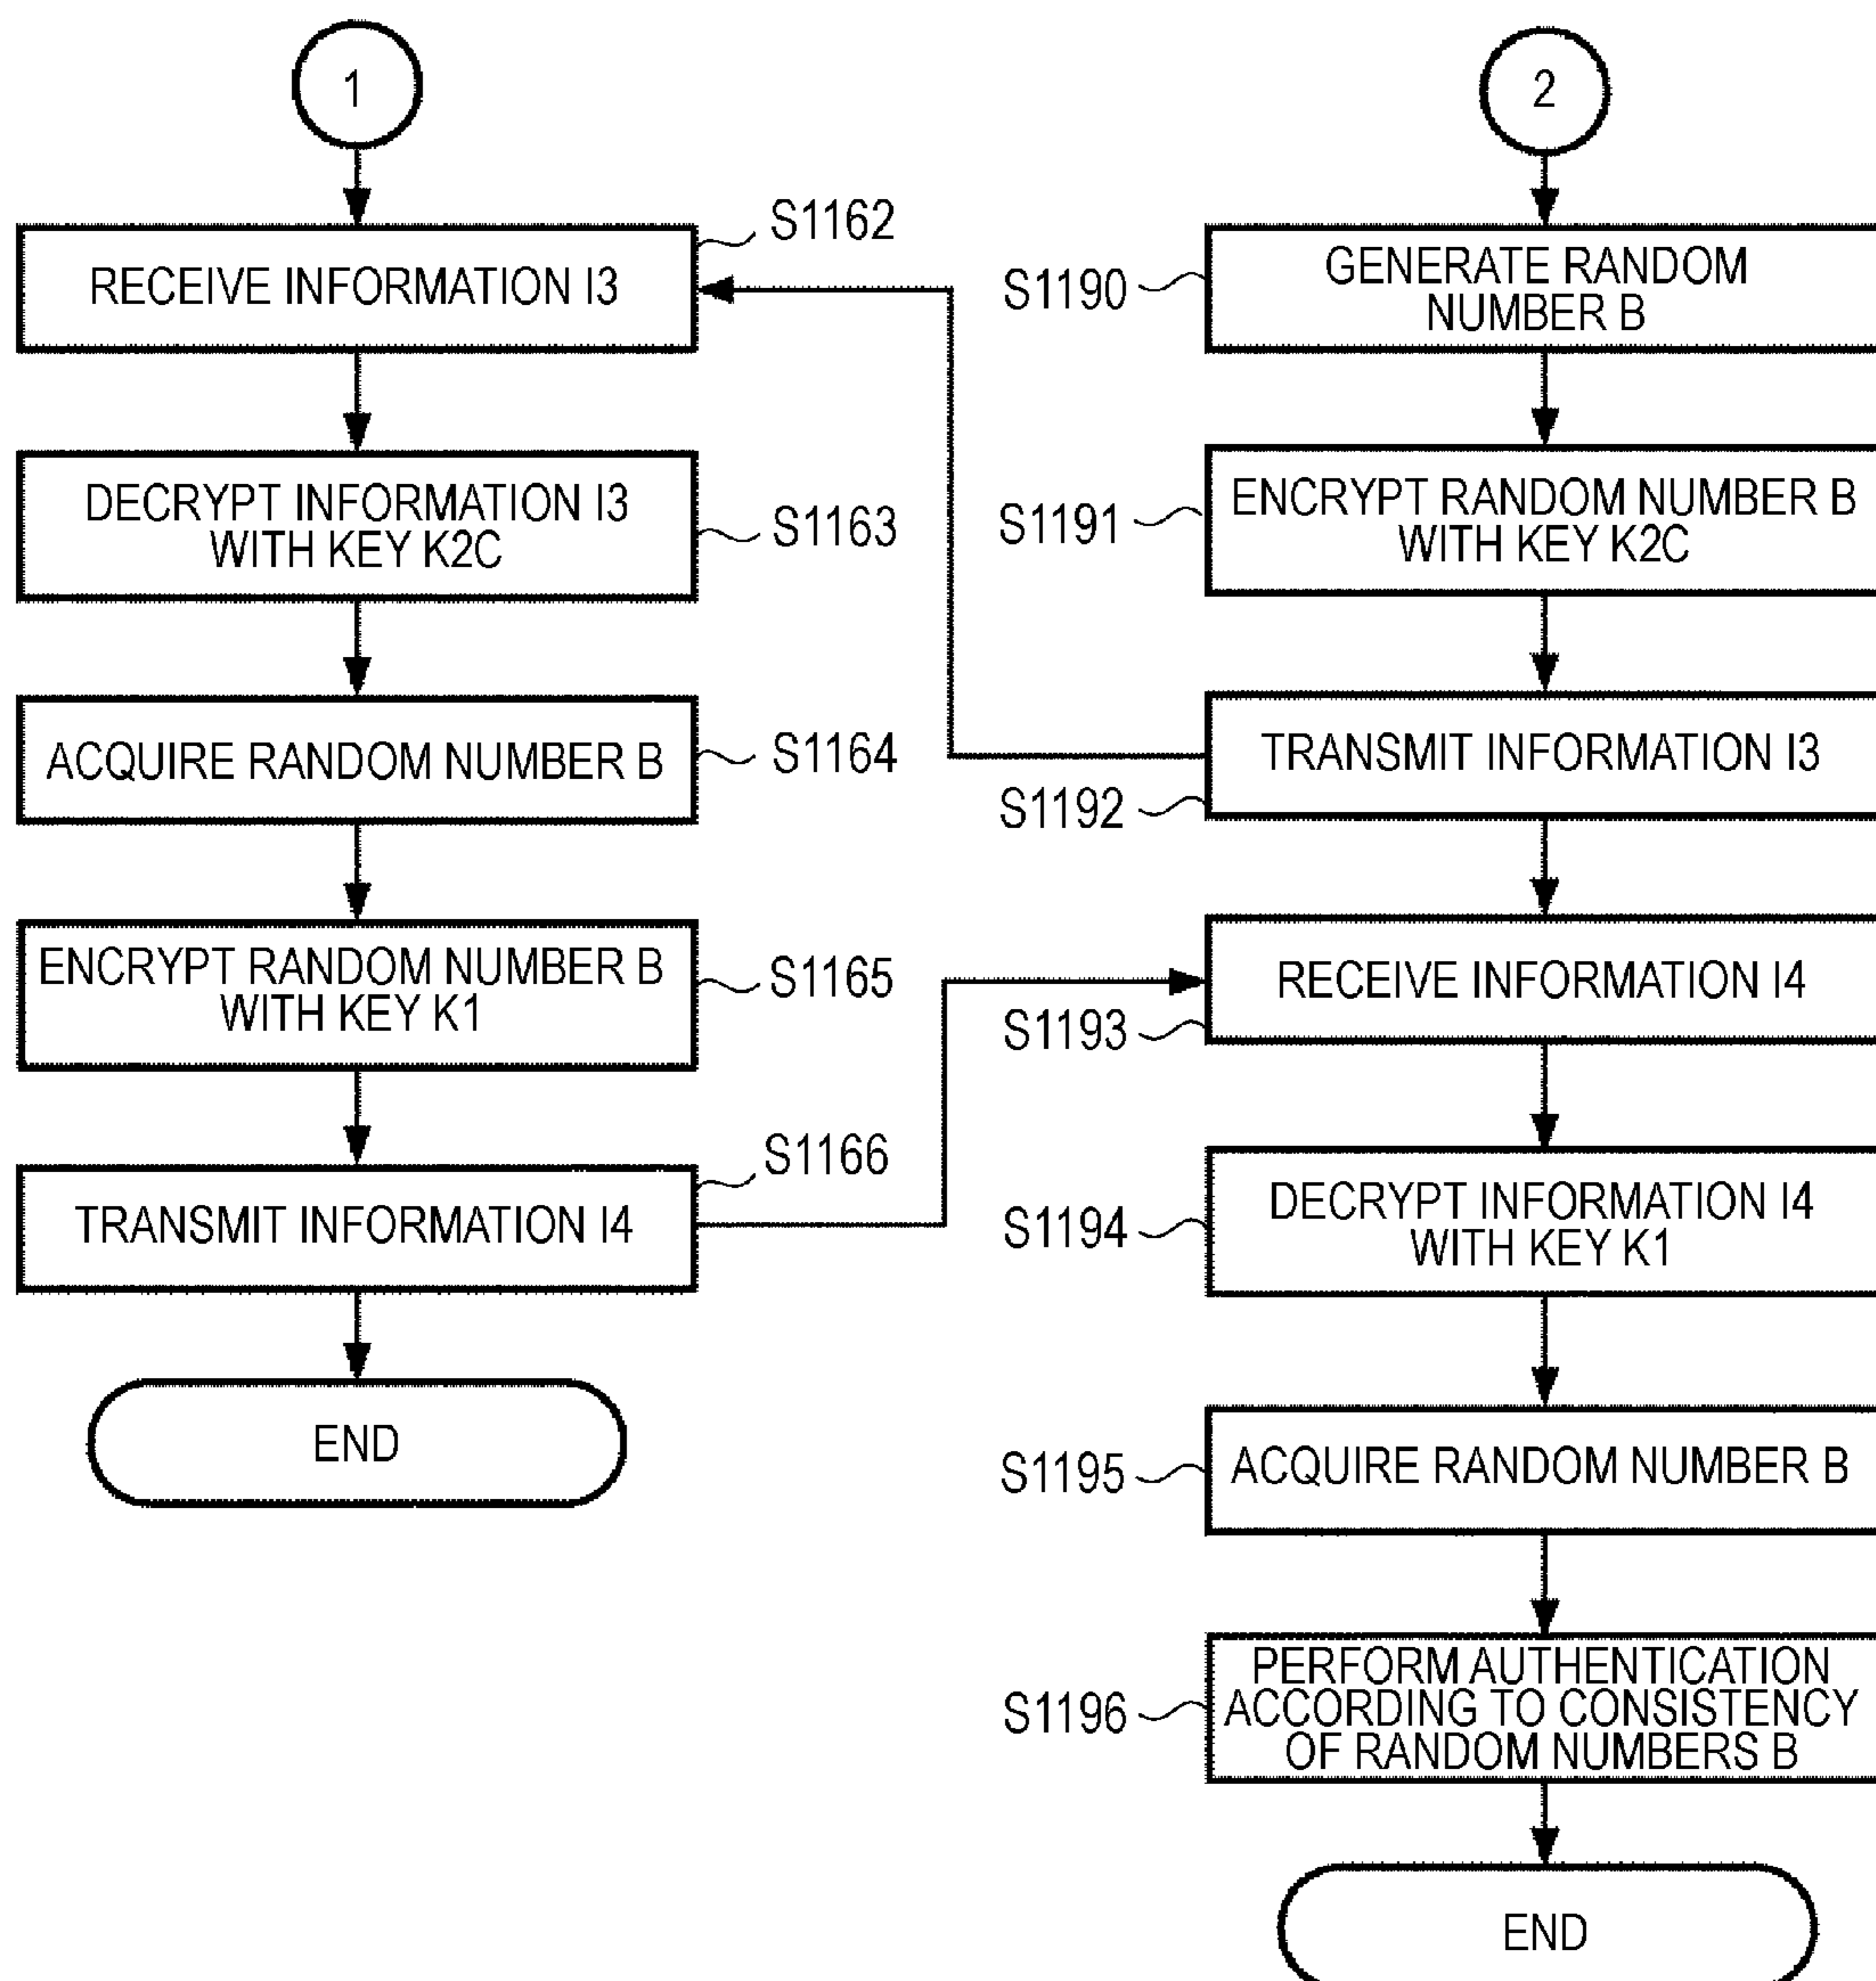 1
S1162
RECEIVE INFORMATION I3
DECRYPT INFORMATION I3
WITH KEY K2C
S1163
ACQUIRE RANDOM NUMBER B
S1164
ENCRYPT RANDOM NUMBER B
WITH KEY K1
S1165
S1166
TRANSMIT INFORMATION I4
END
2
S1190
GENERATE RANDOM
NUMBER B
S1191
ENCRYPT RANDOM NUMBER B
WITH KEY K2C
TRANSMIT INFORMATION I3
S1192
RECEIVE INFORMATION I4
S1193
S1194
DECRYPT INFORMATION I4
WITH KEY K1
S1195
ACQUIRE RANDOM NUMBER B
S1196
PERFORM AUTHENTICATION
ACCORDING TO CONSISTENCY
OF RANDOM NUMBERS B
END